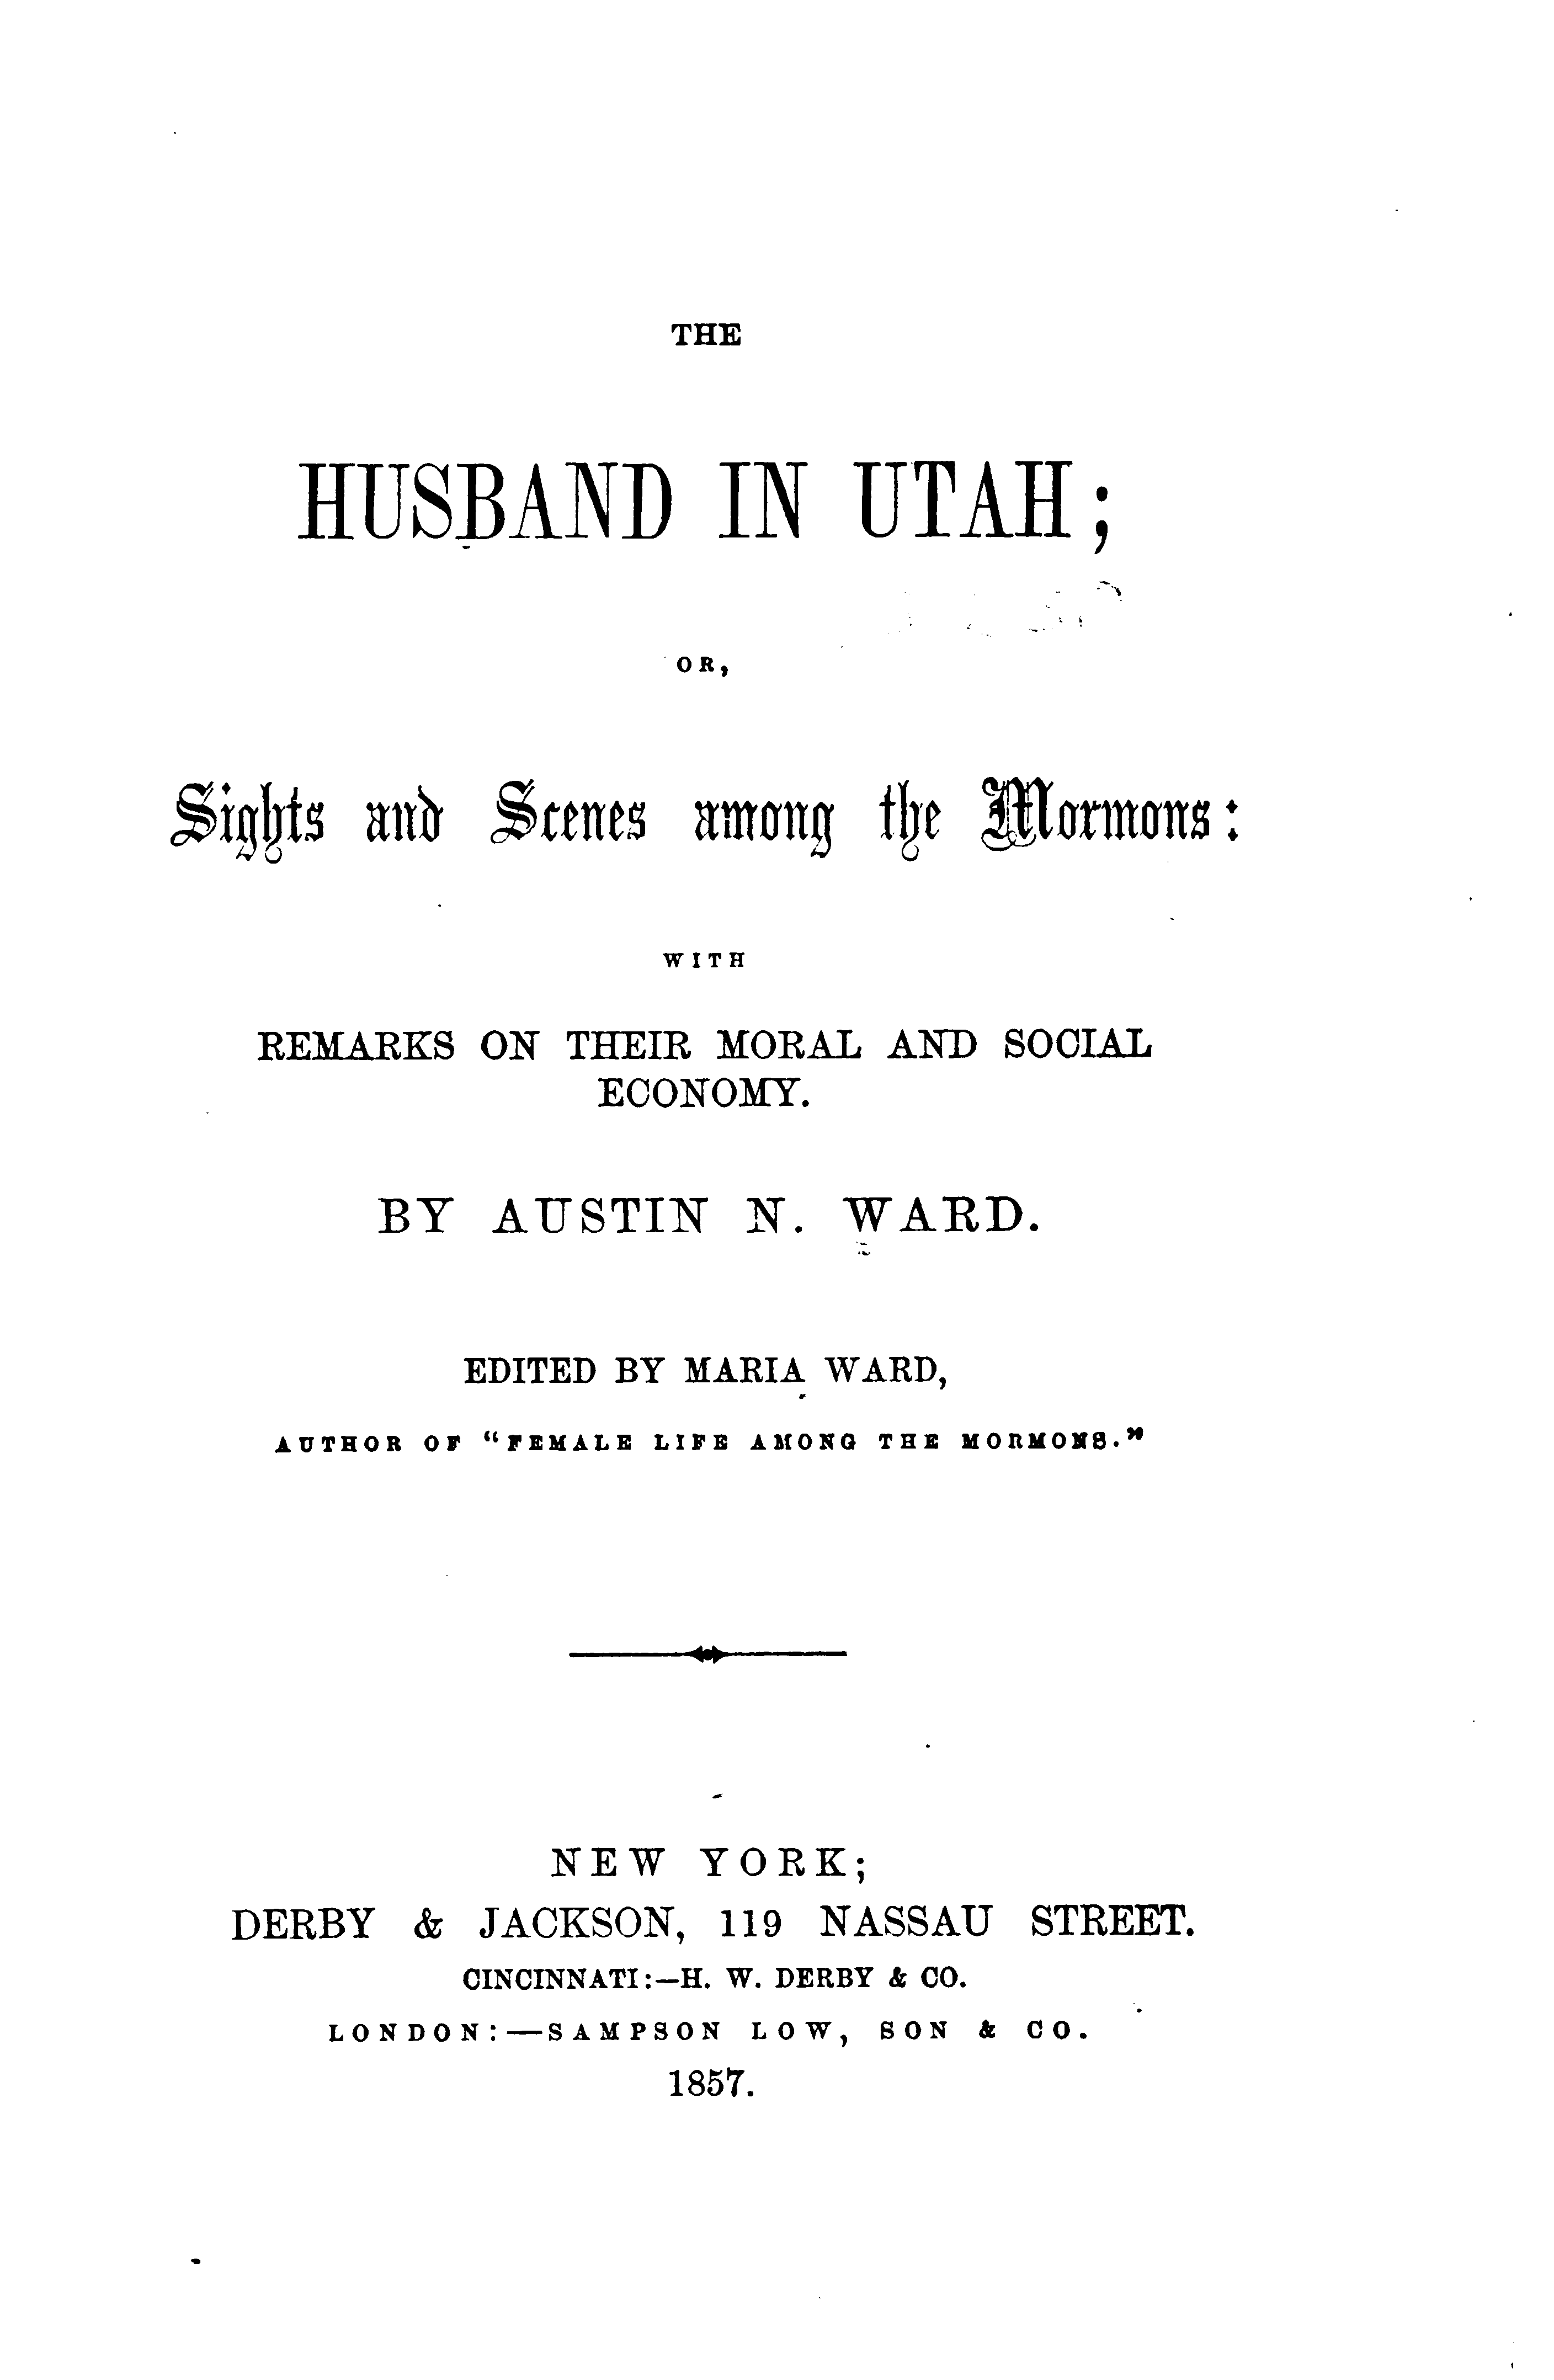 THE
HUSBAND IN UTAH;
OR,
Sights and Scenes among the Mormons:
WITH
REMARKS ON THEIR MORAL AND SOCIAL
ECONOMY.
BY AUSTIN N. WARD.
EDITED BY MARIA WARD,
AUTHOR OF “FEMALE LIFE AMONG THE MORMONS.”
NEW YORK;
DERBY & JACKSON, 119 NASSAU STREET.
CINCINNATI:—H. W. DERBY & CO.
LONDON:—SAMPSON LOW, SON & CO.
1857.